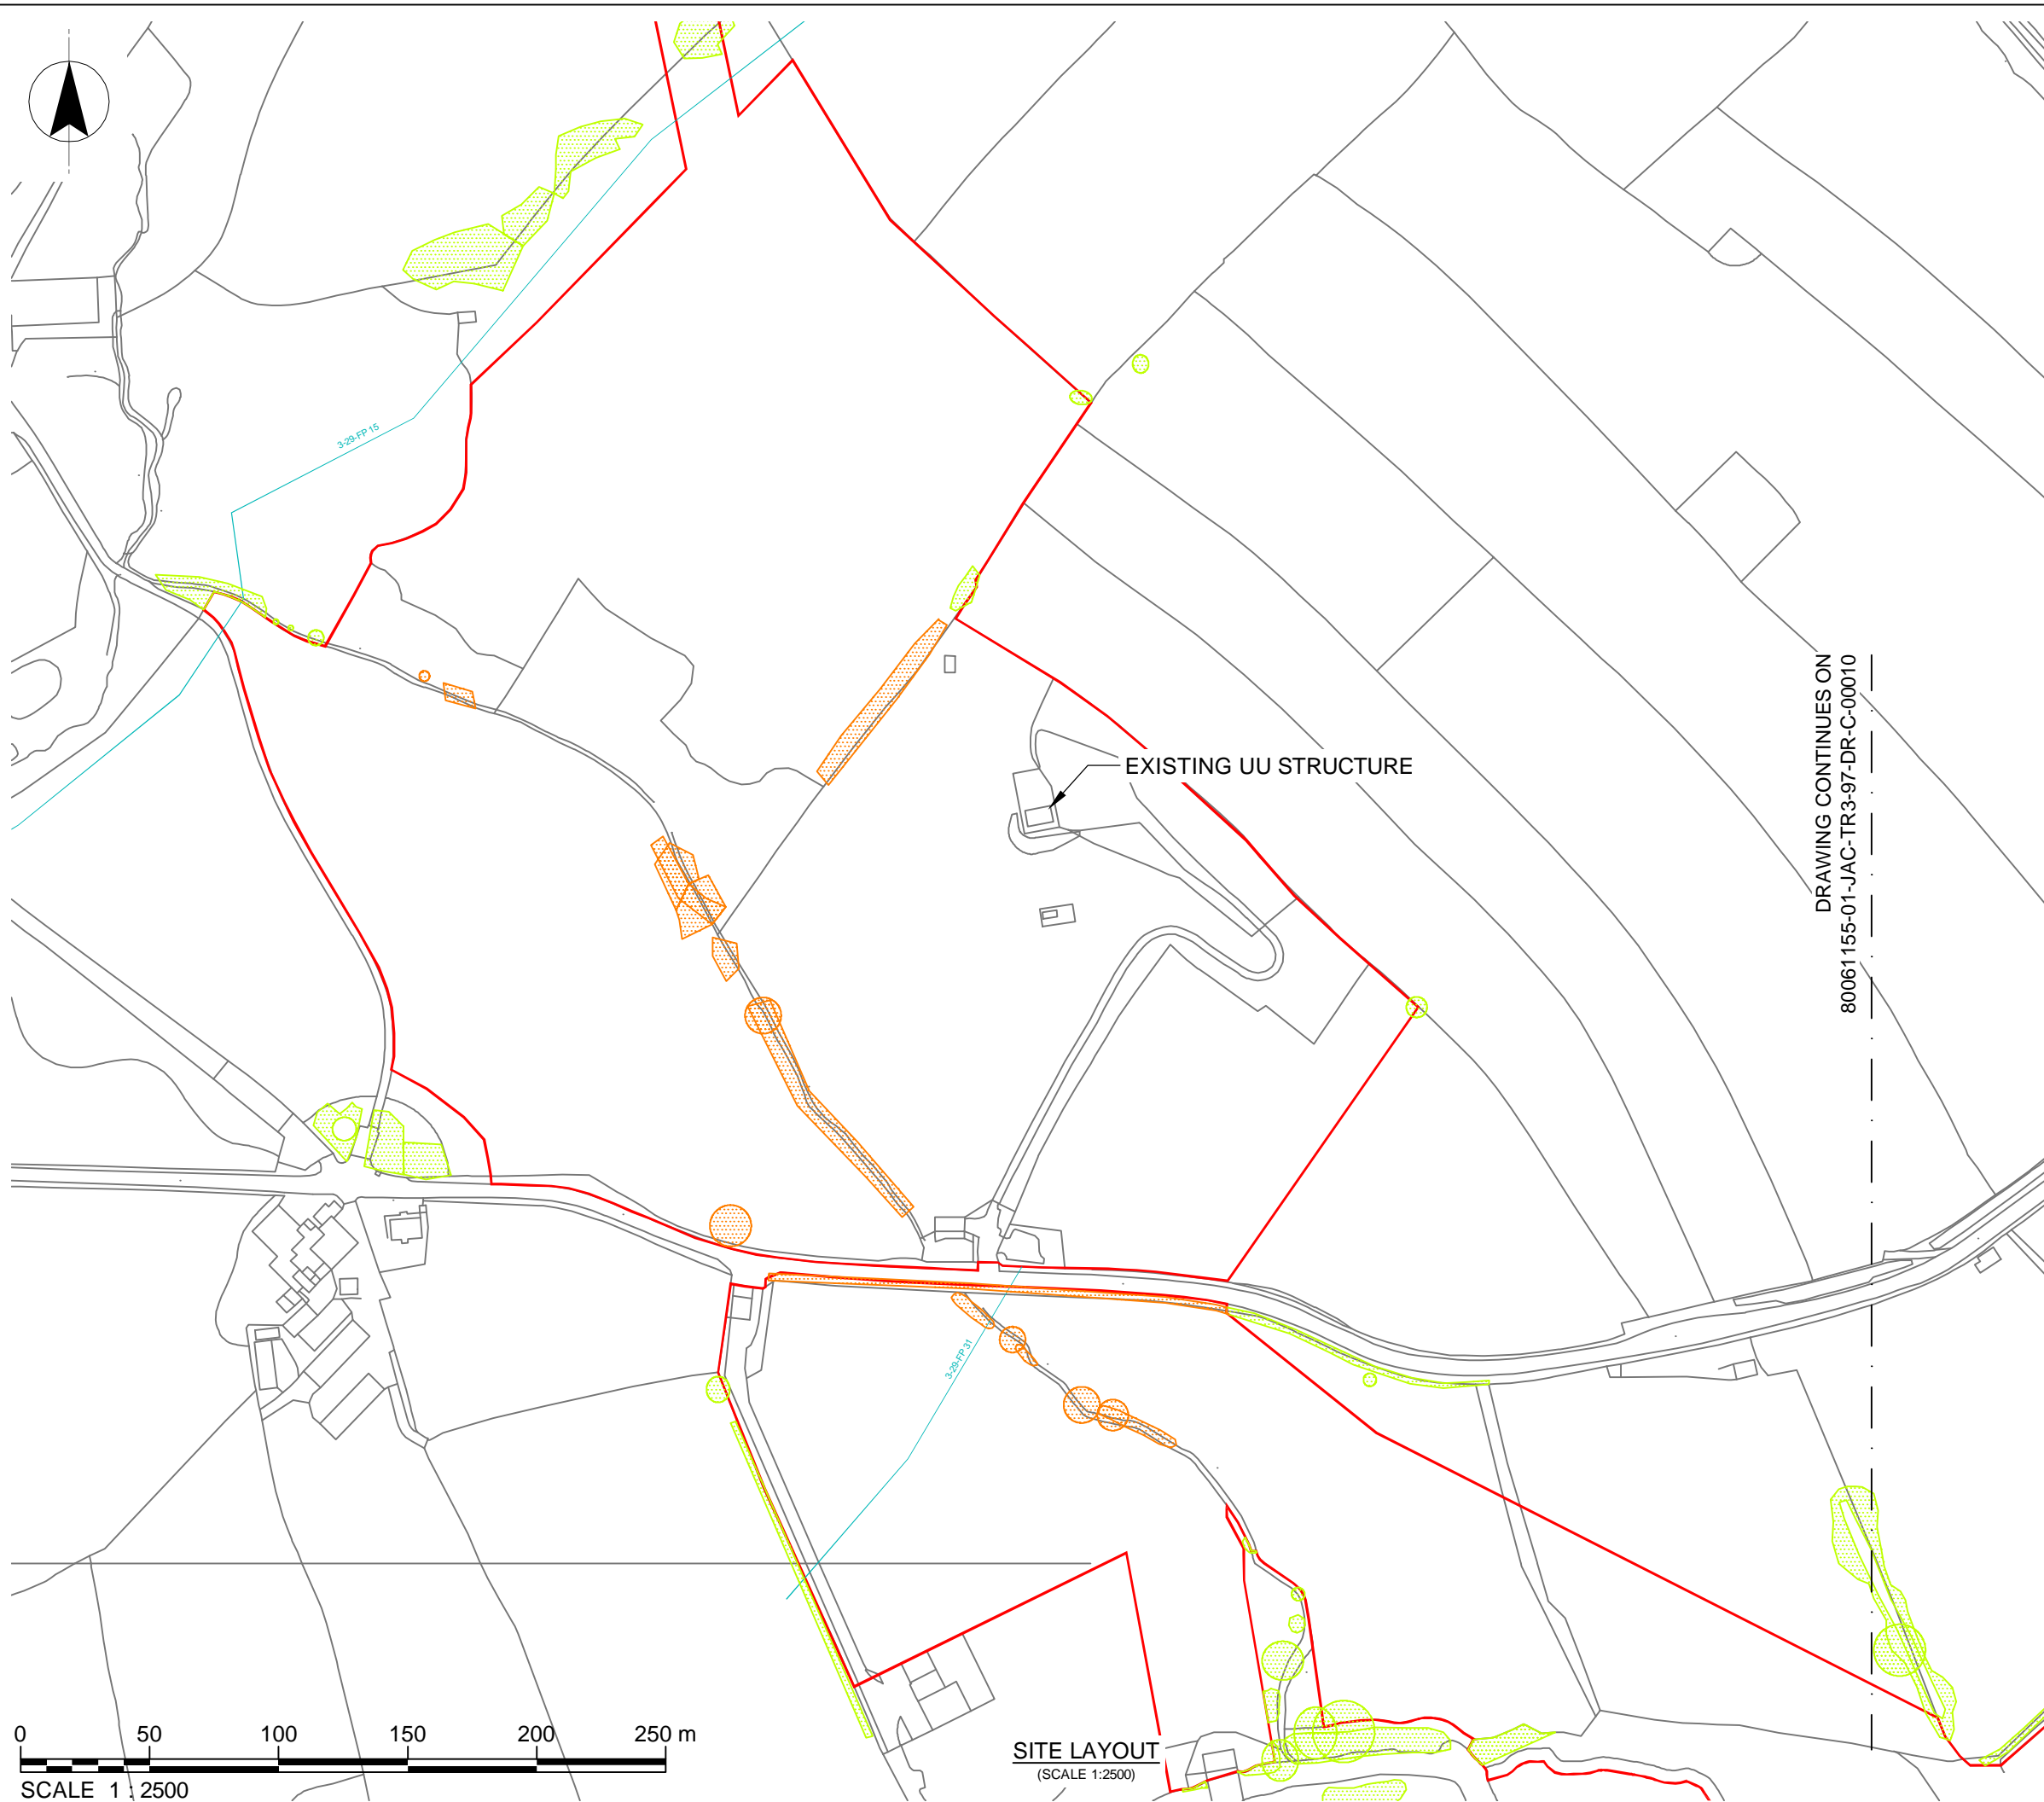 3-29-FP 15
EXISTING UU STRUCTURE
DRAWING CONTINUES ON
80061155-01-JAC-TR3-97-DR-C-00010
3-29-FP 31
0 50 100 150 200 250 m
SCALE 1 : 2500
SITE LAYOUT
(SCALE 1:2500)